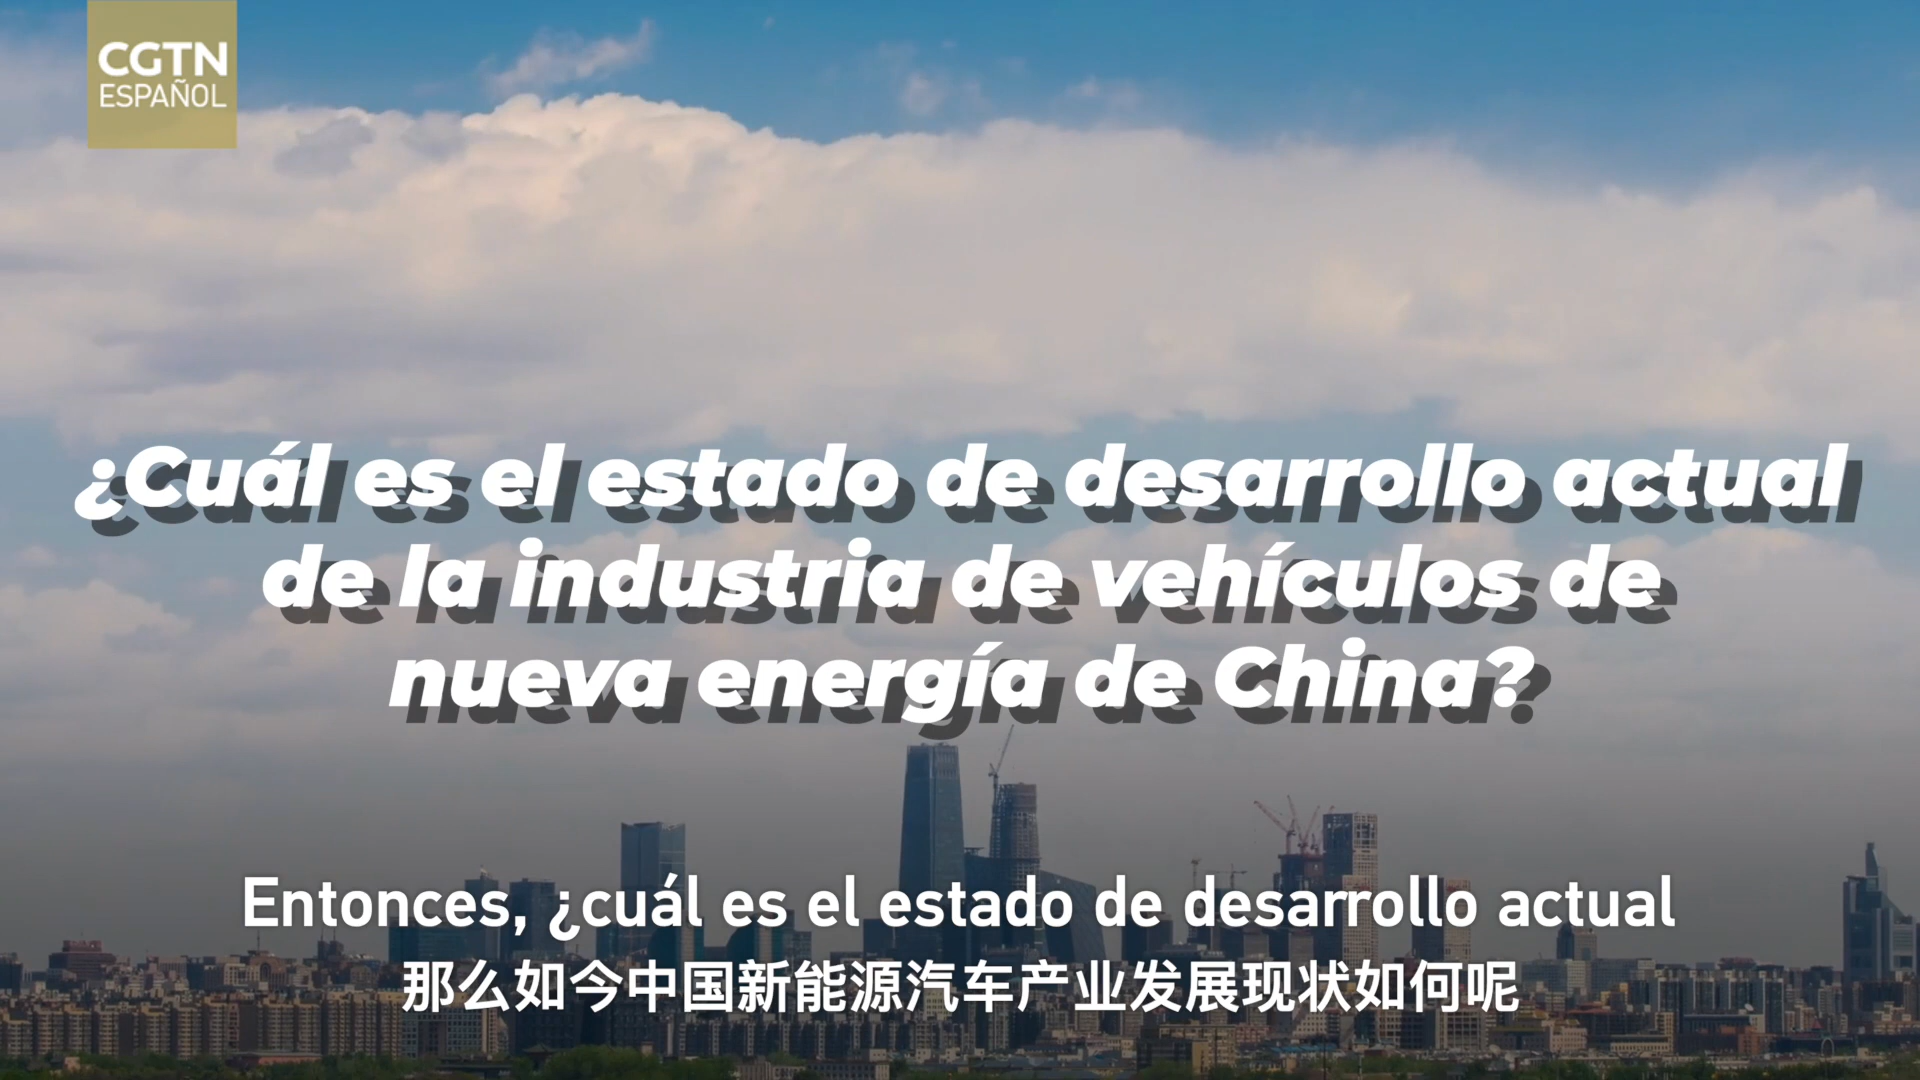 CGTN
ESPAÑOL
¿Cuál es el estado de desarrollo actual
de la industria de vehículos de
nueva energía de China?
Entonces, ¿cuál es el estado de desarrollo actual
那么如今中国新能源汽车产业发展现状如何呢